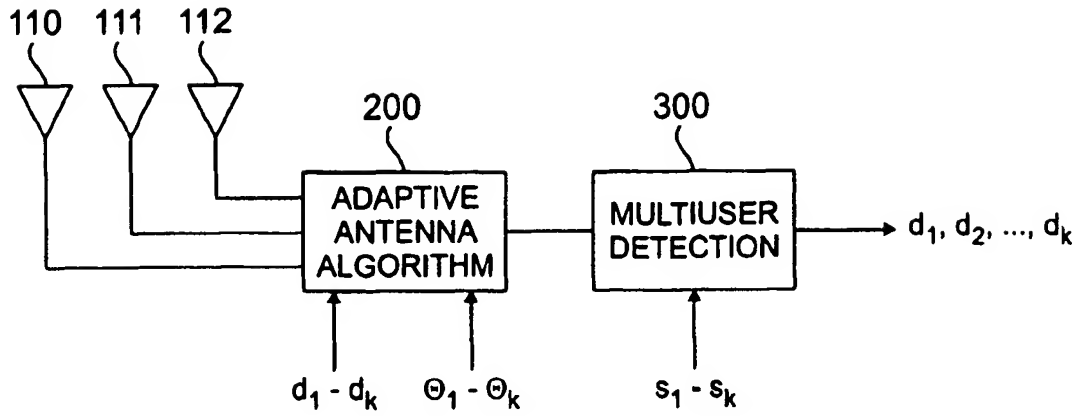 110 111 112
200
300
ADAPTIVE
ANTENNA
ALGORITHM
MULTIUSER
DETECTION
d₁, d₂, ..., dₖ
d₁ - dₖ
Θ₁ - Θₖ
s₁ - sₖ